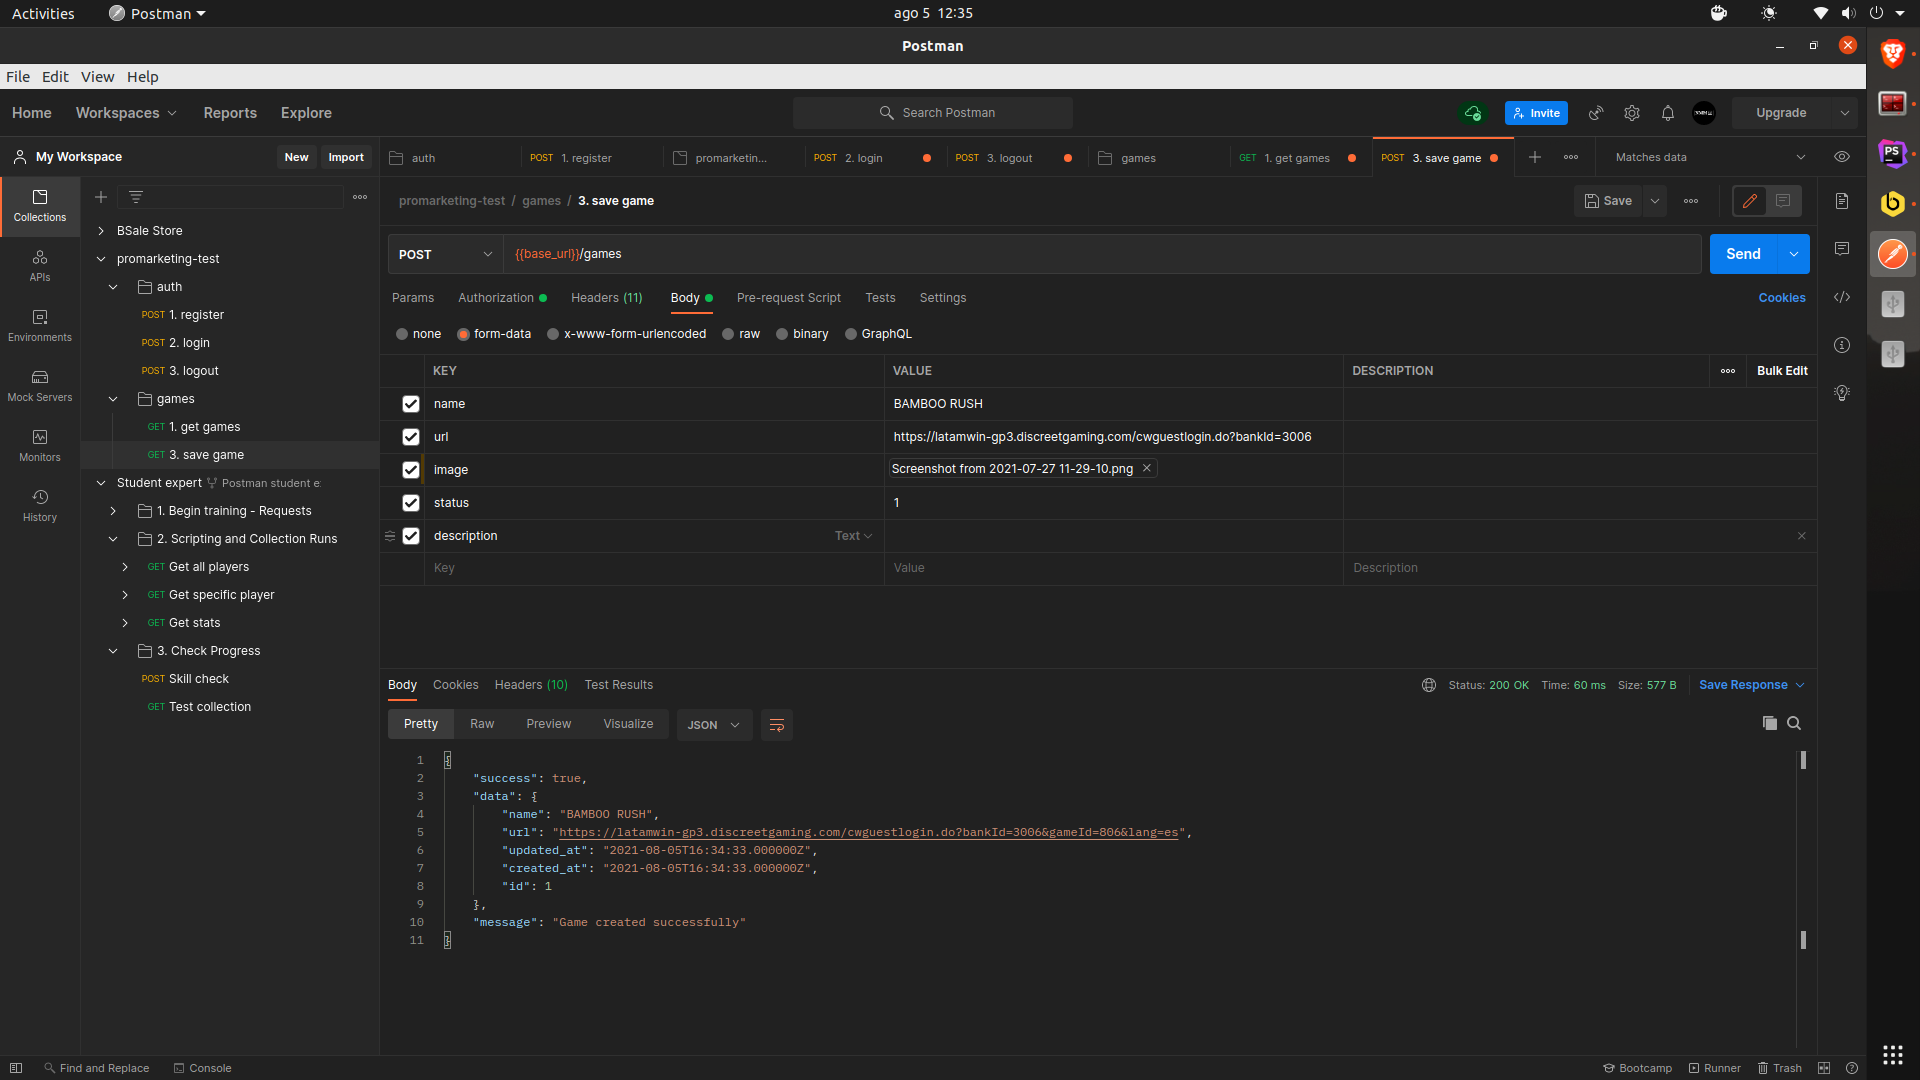 Activities
Postman
ago 5 12:35
Postman
File Edit View Help
Home Workspaces Reports Explore
Search Postman
Invite
Upgrade
My Workspace
New
Import
auth
POST 1. register
promarketin...
POST 2. login
POST 3. logout
games
GET 1. get games
POST 3. save game
Matches data
Collections
APIs
Environments
Mock Servers
Monitors
History
BSale Store
promarketing-test
auth
POST 1. register
POST 2. login
POST 3. logout
games
GET 1. get games
GET 3. save game
Student expert Postman student e
1. Begin training - Requests
2. Scripting and Collection Runs
GET Get all players
GET Get specific player
GET Get stats
3. Check Progress
POST Skill check
GET Test collection
promarketing-test / games / 3. save game
Save
POST
{{base_url}}/games
Send
Params Authorization Headers (11) Body Pre-request Script Tests Settings
Cookies
none form-data x-www-form-urlencoded raw binary GraphQL
KEY VALUE DESCRIPTION Bulk Edit
name BAMBOO RUSH
url https://latamwin-gp3.discreetgaming.com/cwguestlogin.do?bankId=3006
image Screenshot from 2021-07-27 11-29-10.png
status 1
description Text
Key Value Description
Body Cookies Headers (10) Test Results
Status: 200 OK Time: 60 ms Size: 577 B
Save Response
Pretty Raw Preview Visualize JSON
1 {
2 "success": true,
3 "data": {
4 "name": "BAMBOO RUSH",
5 "url": "https://latamwin-gp3.discreetgaming.com/cwguestlogin.do?bankId=3006&gameId=806&lang=es",
6 "updated_at": "2021-08-05T16:34:33.000000Z",
7 "created_at": "2021-08-05T16:34:33.000000Z",
8 "id": 1
9 },
10 "message": "Game created successfully"
11 }
Find and Replace
Console
Bootcamp
Runner
Trash
PS